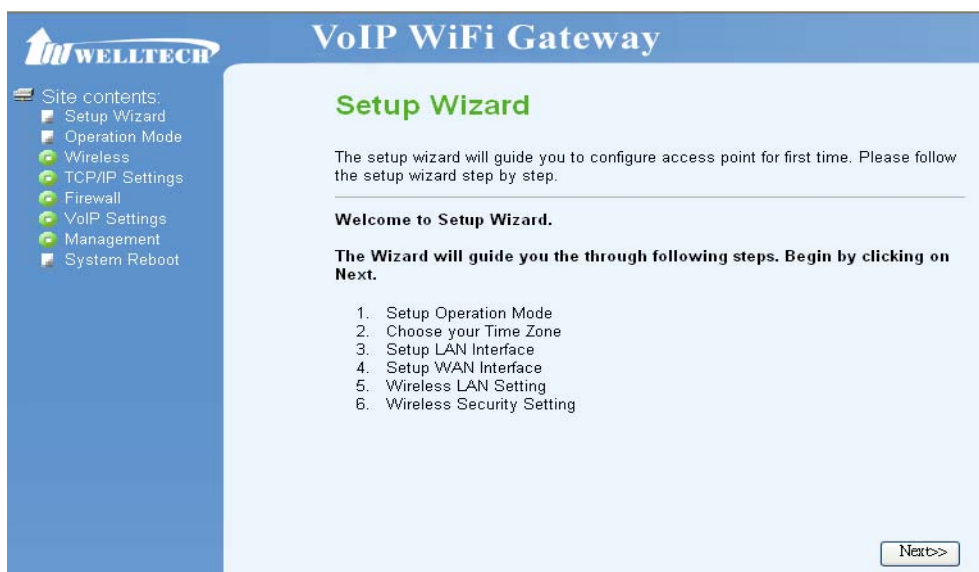 WELLTECH
VoIP WiFi Gateway
Site contents:
Setup Wizard
Operation Mode
Wireless
TCP/IP Settings
Firewall
VoIP Settings
Management
System Reboot
Setup Wizard
The setup wizard will guide you to configure access point for first time. Please follow
the setup wizard step by step.
Welcome to Setup Wizard.
The Wizard will guide you the through following steps. Begin by clicking on
Next.
1. Setup Operation Mode
2. Choose your Time Zone
3. Setup LAN Interface
4. Setup WAN Interface
5. Wireless LAN Setting
6. Wireless Security Setting
Next>>